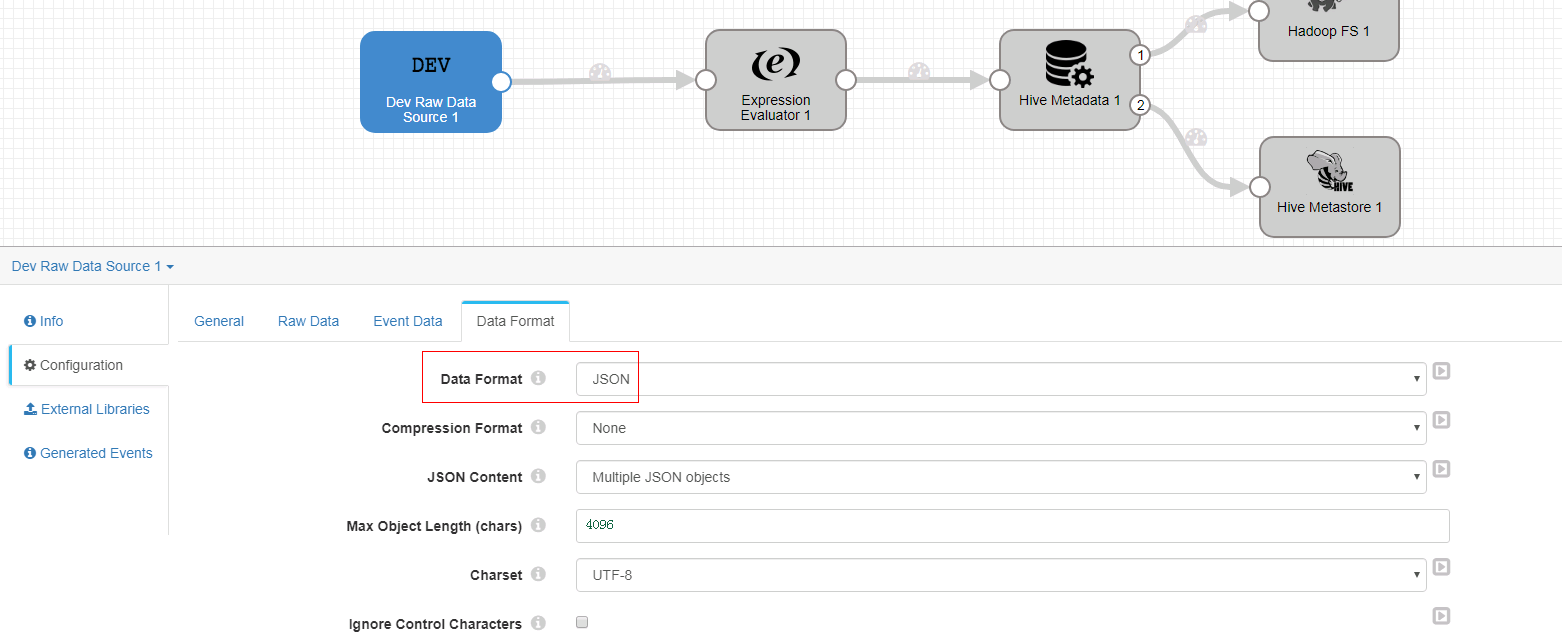 Hadoop FS 1
DEV
Dev Raw Data
Source 1
e
Expression
Evaluator 1
Hive Metadata 1
1
2
HIVE
Hive Metastore 1
Dev Raw Data Source 1
Info
Configuration
External Libraries
Generated Events
General
Raw Data
Event Data
Data Format
Data Format
JSON
Compression Format
None
JSON Content
Multiple JSON objects
Max Object Length (chars)
4096
Charset
UTF-8
Ignore Control Characters